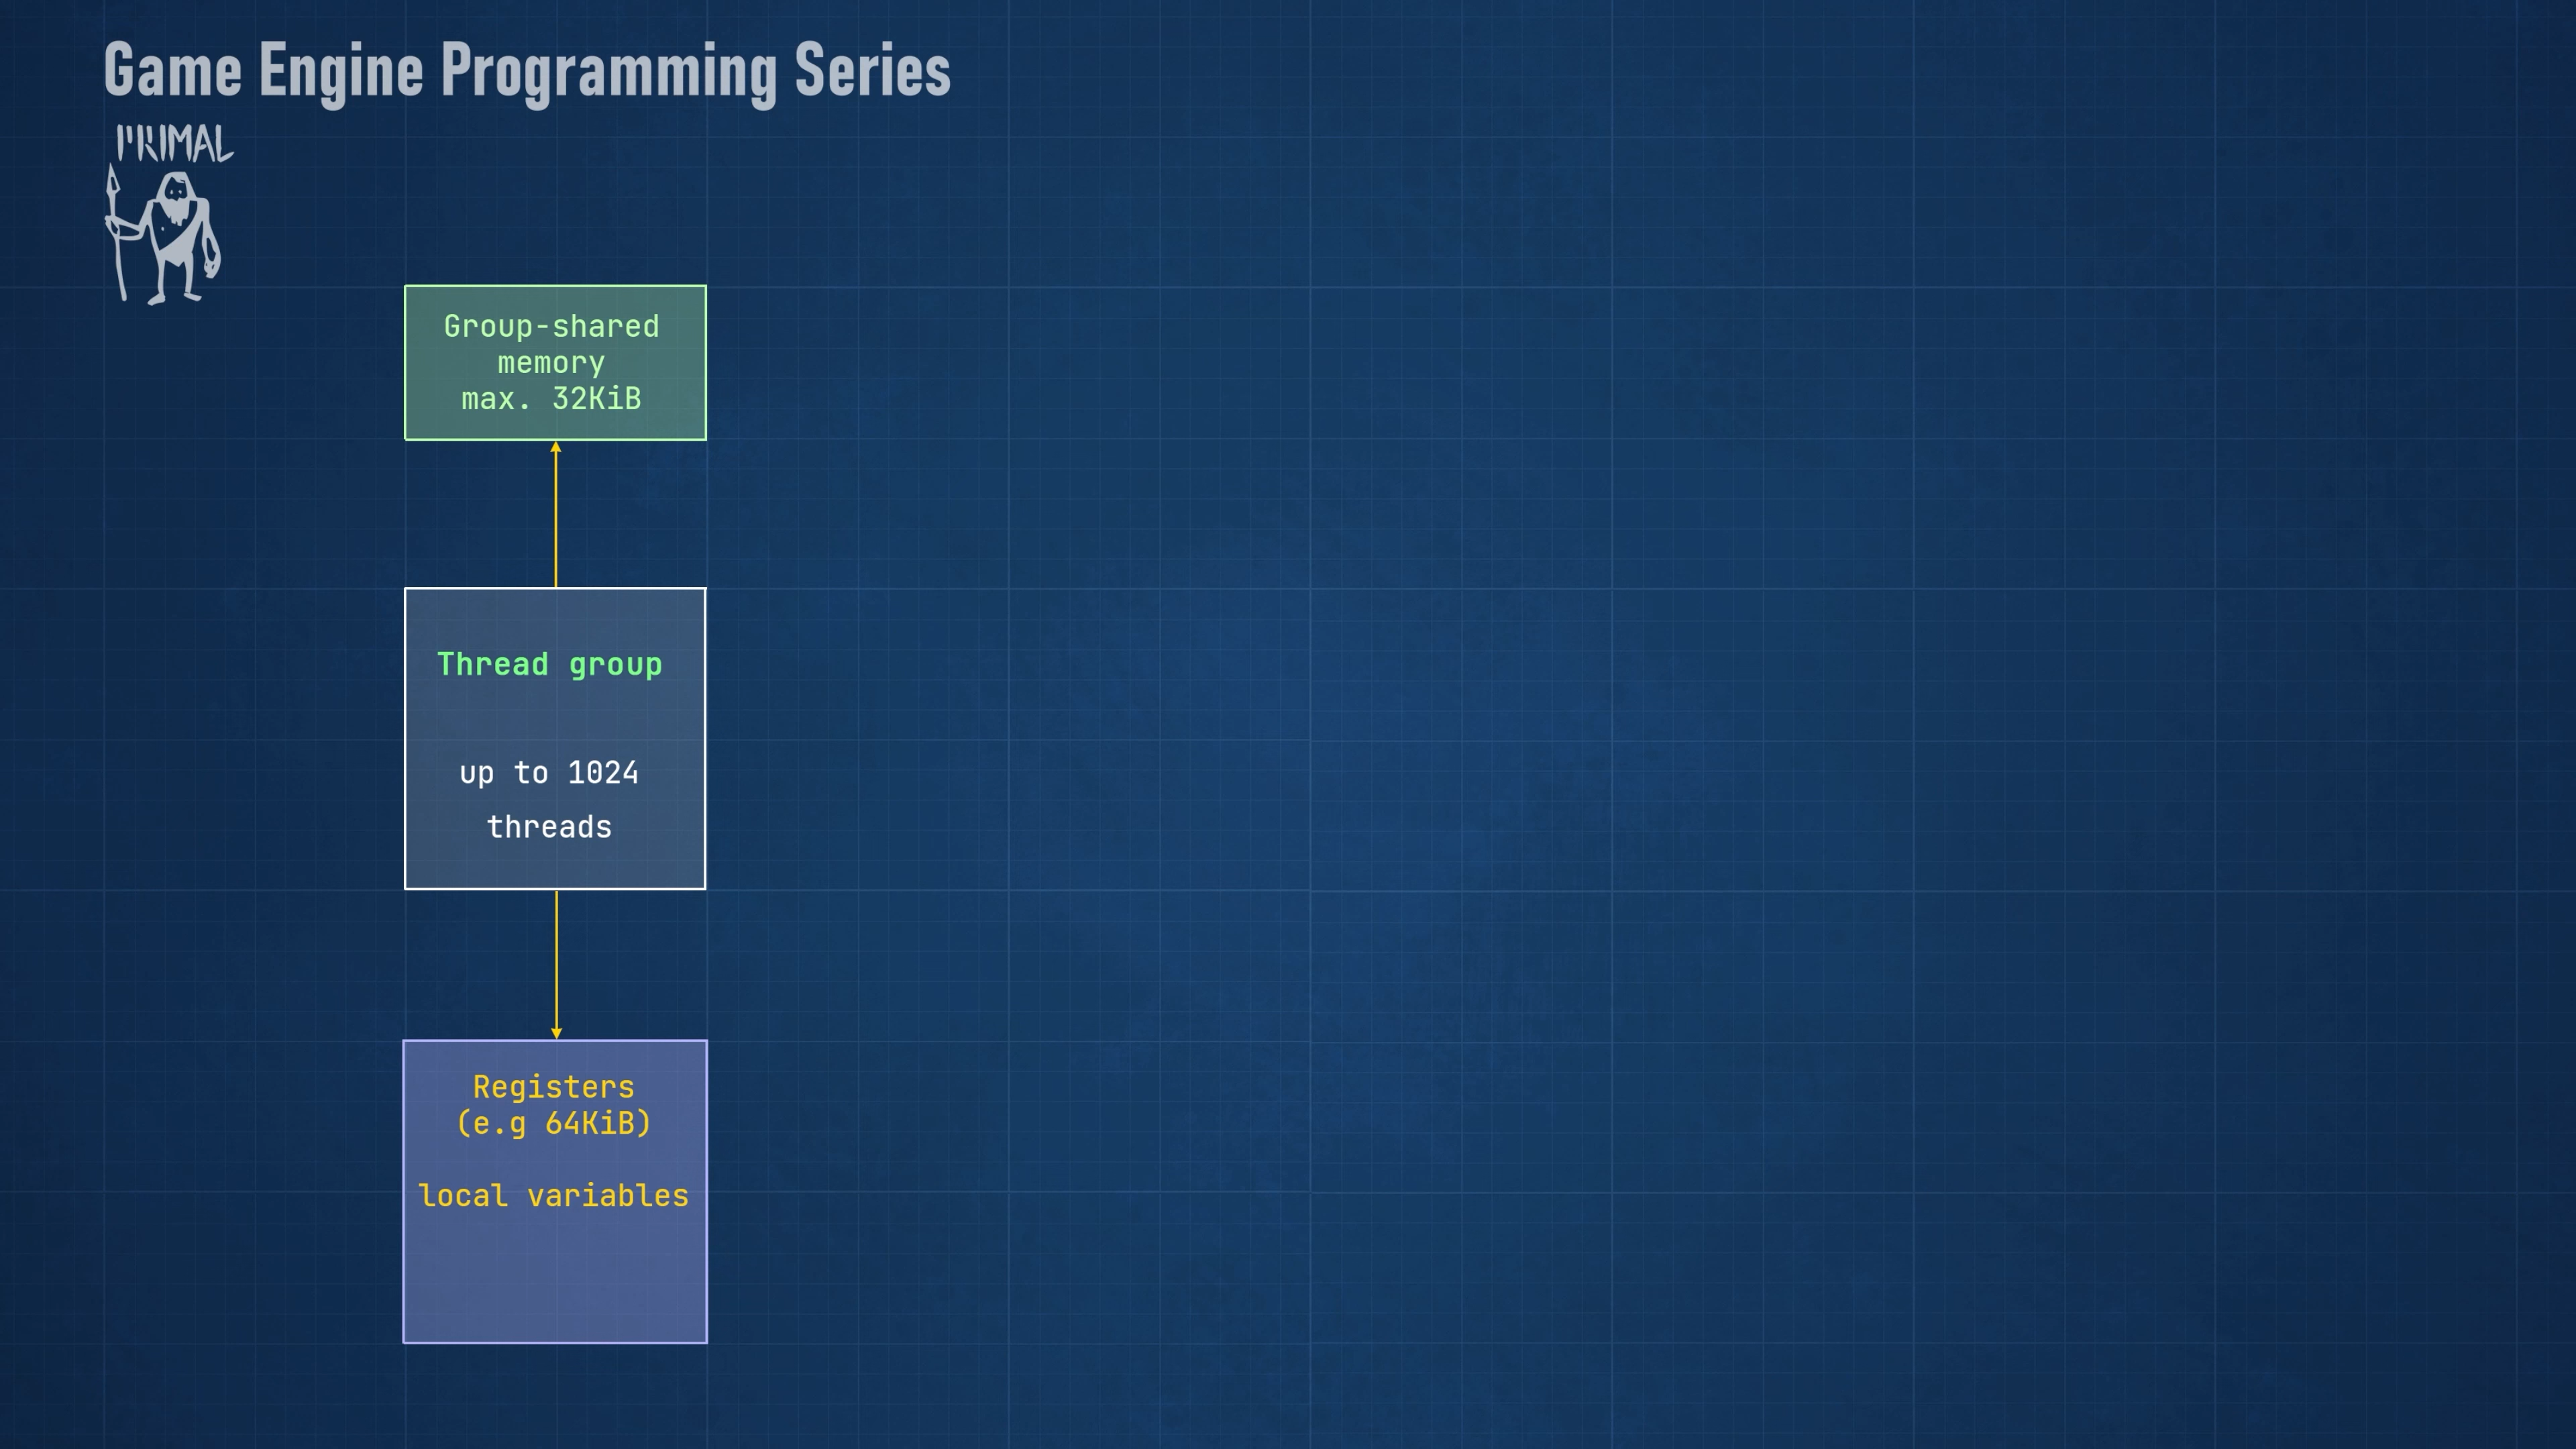 Game Engine Programming Series
PRIMAL
Group-shared
memory
max. 32KiB
Thread group
up to 1024
threads
Registers
(e.g 64KiB)
local variables